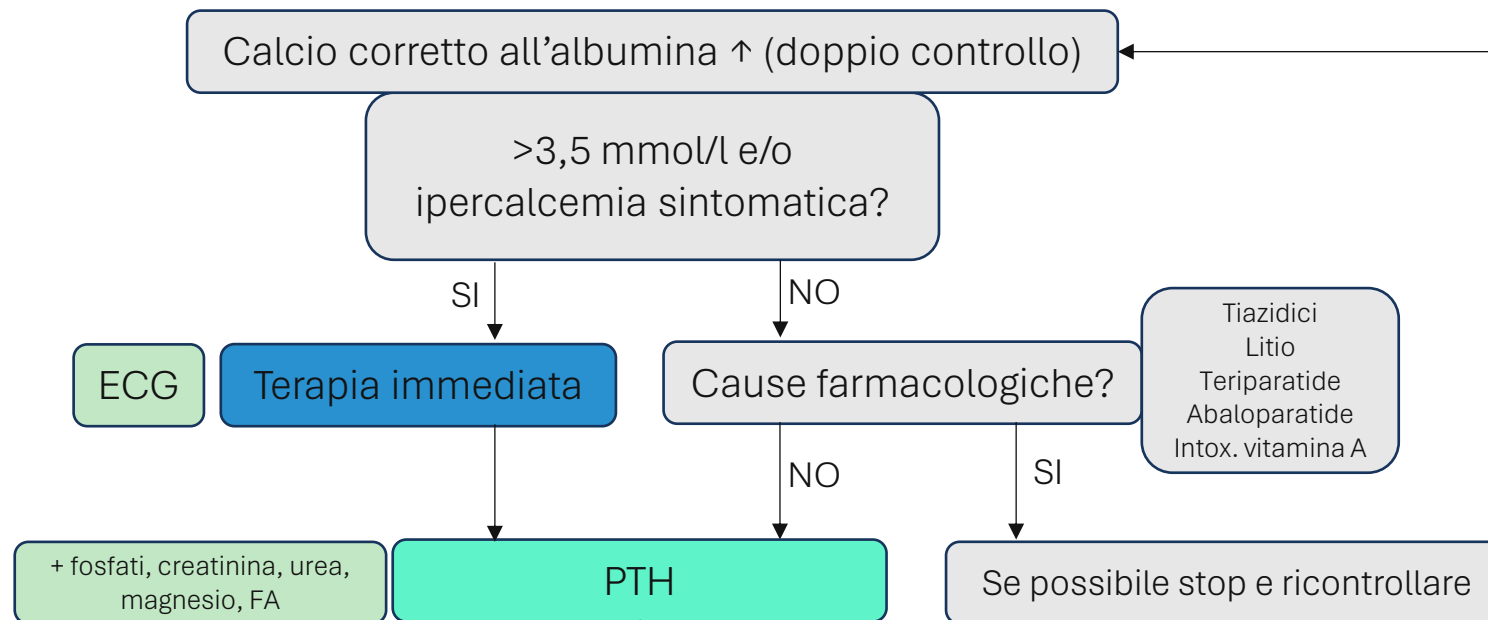 Calcio corretto all’albumina ↑ (doppio controllo)
>3,5 mmol/l e/o
ipercalcemia sintomatica?
SI
NO
Tiazidici
Litio
Teriparatide
Abaloparatide
Intox. vitamina A
ECG
Terapia immediata
Cause farmacologiche?
NO
SI
+ fosfati, creatinina, urea,
magnesio, FA
PTH
Se possibile stop e ricontrollare